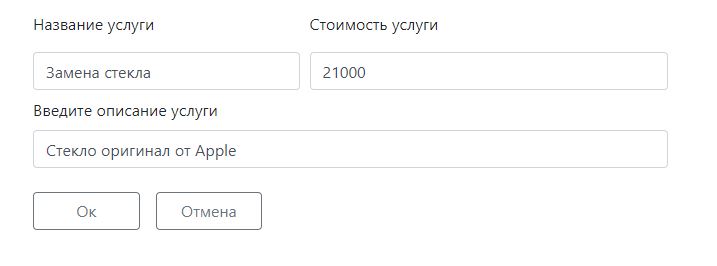 Название услуги Стоимость услуги
Замена стекла 21000
Введите описание услуги
Стекло оригинал от Apple
Ок Отмена